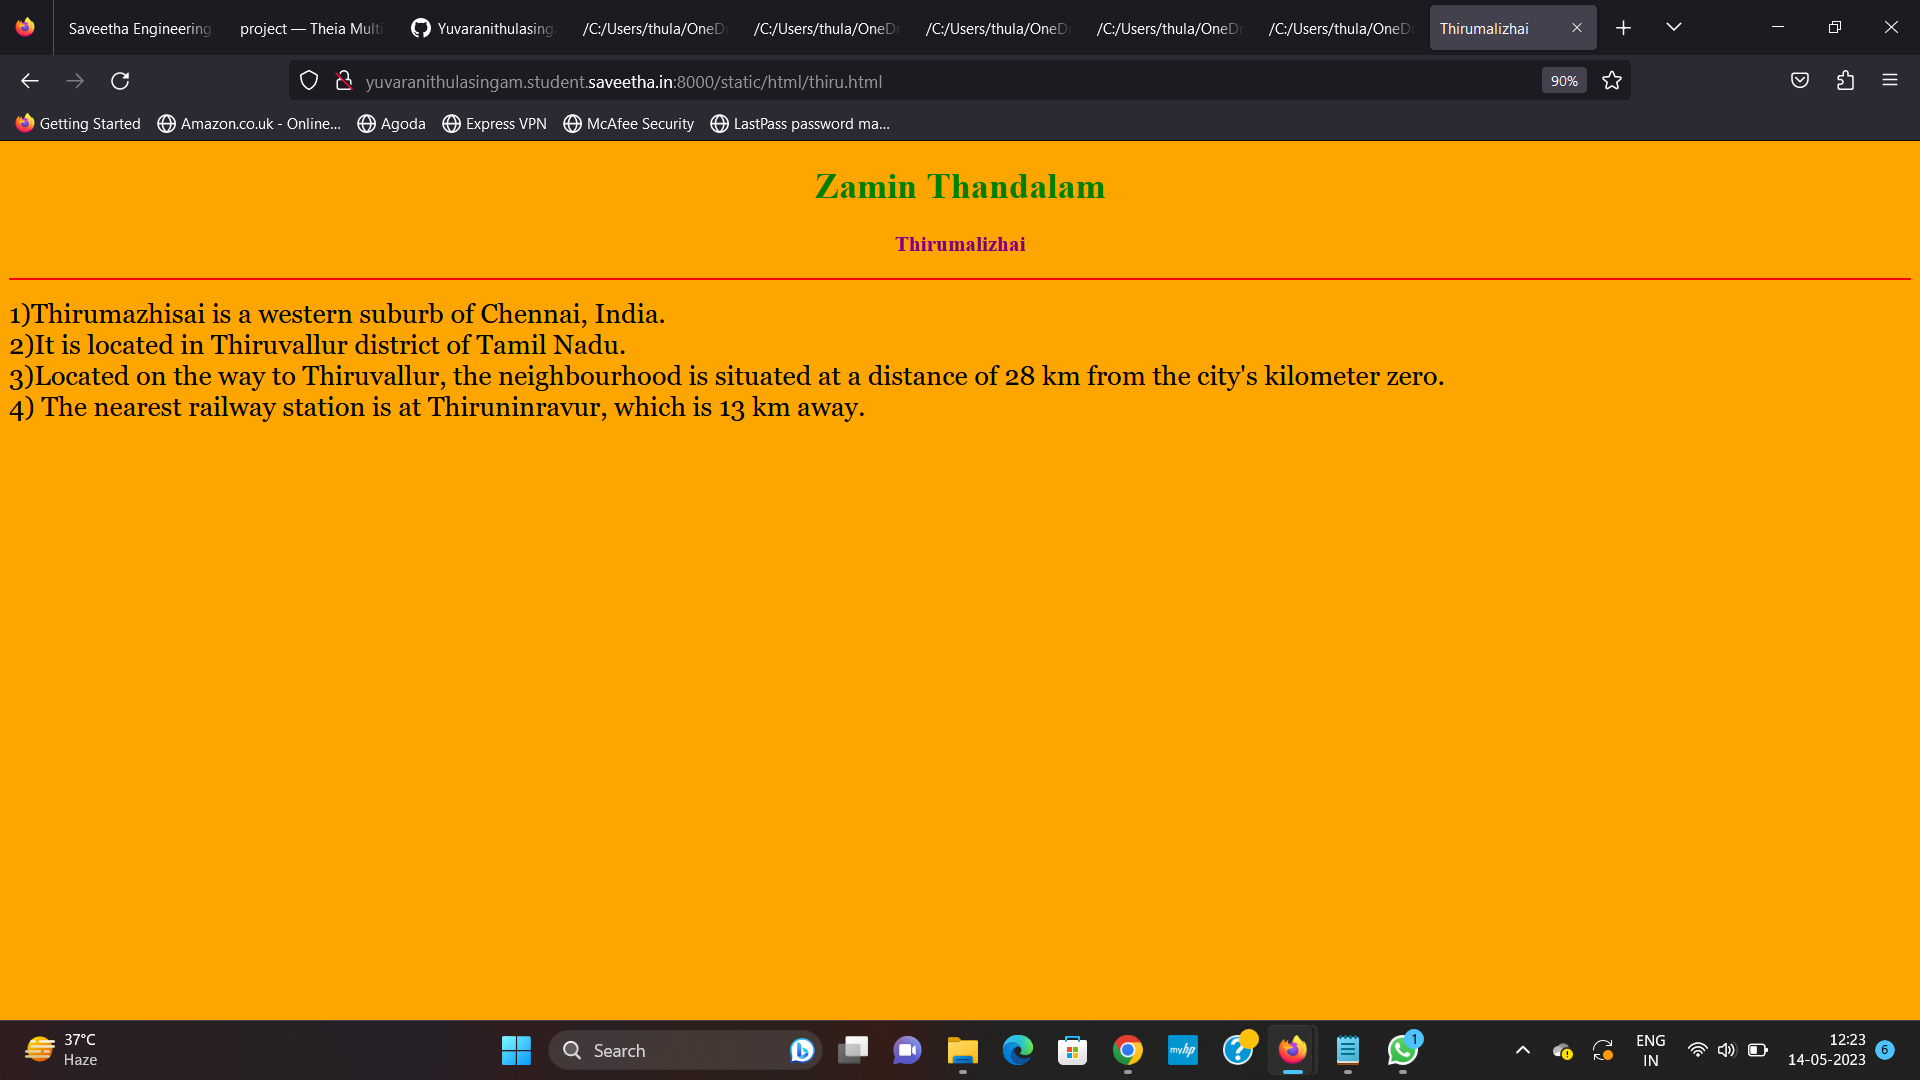 Saveetha Engineering
project — Theia Multi
Yuvaranithulasing
/C:/Users/thula/OneD
/C:/Users/thula/OneD
/C:/Users/thula/OneD
/C:/Users/thula/OneD
/C:/Users/thula/OneD
Thirumalizhai
yuvaranithulasingam.student.saveetha.in:8000/static/html/thiru.html
90%
Getting Started
Amazon.co.uk - Online...
Agoda
Express VPN
McAfee Security
LastPass password ma...
Zamin Thandalam
Thirumalizhai
1)Thirumazhisai is a western suburb of Chennai, India.
2)It is located in Thiruvallur district of Tamil Nadu.
3)Located on the way to Thiruvallur, the neighbourhood is situated at a distance of 28 km from the city's kilometer zero.
4) The nearest railway station is at Thiruninravur, which is 13 km away.
37°C
Haze
Search
myhp
1
ENG
IN
12:23
14-05-2023
6